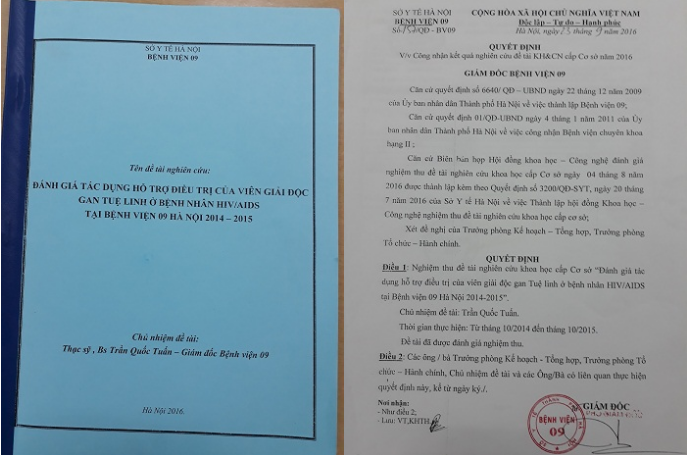 SỞ Y TẾ HÀ NỘI
BỆNH VIỆN 09
Tên đề tài nghiên cứu:
ĐÁNH GIÁ TÁC DỤNG HỖ TRỢ ĐIỀU TRỊ CỦA VIÊN GIẢI ĐỘC
GAN TUỆ LINH Ở BỆNH NHÂN HIV/AIDS
TẠI BỆNH VIỆN 09 HÀ NỘI 2014 – 2015
Chủ nhiệm đề tài:
Thạc sỹ , Bs Trần Quốc Tuấn – Giám đốc Bệnh viện 09
Hà Nội 2016.
SỞ Y TẾ HÀ NỘI
BỆNH VIỆN 09
Số: /QĐ - BV09
CỘNG HÒA XÃ HỘI CHỦ NGHĨA VIỆT NAM
Độc lập – Tự do – Hạnh phúc
Hà Nội, ngày 15 tháng 9 năm 2016
QUYẾT ĐỊNH
V/v Công nhận kết quả nghiên cứu đề tài KH&CN cấp Cơ sở năm 2016
GIÁM ĐỐC BỆNH VIỆN 09
Căn cứ quyết định số 6640/ QĐ – UBND ngày 22 tháng 12 năm 2009
của Ủy ban nhân dân Thành phố Hà Nội về việc thành lập Bệnh viện 09;
Căn cứ quyết định 01/QĐ-UBND ngày 4 tháng 1 năm 2011 của Ủy
ban nhân dân Thành phố Hà Nội về việc công nhận Bệnh viện chuyên khoa
hạng II ;
Căn cứ Biên bản họp Hội đồng khoa học – Công nghệ đánh giá
nghiệm thu đề tài nghiên cứu khoa học cấp Cơ sở ngày 04 tháng 8 năm
2016 được thành lập kèm theo Quyết định số 3200/QĐ-SYT, ngày 20 tháng
7 năm 2016 của Sở Y tế Hà Nội về việc Thành lập hội đồng Khoa học –
Công nghệ nghiệm thu đề tài nghiên cứu khoa học cấp cơ sở;
Xét đề nghị của Trưởng phòng Kế hoạch – Tổng hợp, Trưởng phòng
Tổ chức – Hành chính.
QUYẾT ĐỊNH
Điều 1: Nghiệm thu đề tài nghiên cứu khoa học cấp Cơ sở “Đánh giá tác
dụng hỗ trợ điều trị của viên giải độc gan Tuệ linh ở bệnh nhân HIV/AIDS
tại Bệnh viện 09 Hà Nội 2014-2015”.
Chủ nhiệm đề tài: Trần Quốc Tuấn.
Thời gian thực hiện: Từ tháng 10/2014 đến tháng 10/2015.
Đề tài đã được đánh giá nghiệm thu.
Điều 2: Các ông / bà Trưởng phòng Kế hoạch - Tổng hợp, Trưởng phòng Tổ
chức – Hành chính, Chủ nhiệm đề tài và các Ông/Bà có liên quan thực hiện
quyết định này, kể từ ngày ký./.
Nơi nhận:
- Như điều 2;
- Lưu: VT,KHTH
GIÁM ĐỐC
BỆNH VIỆN
09